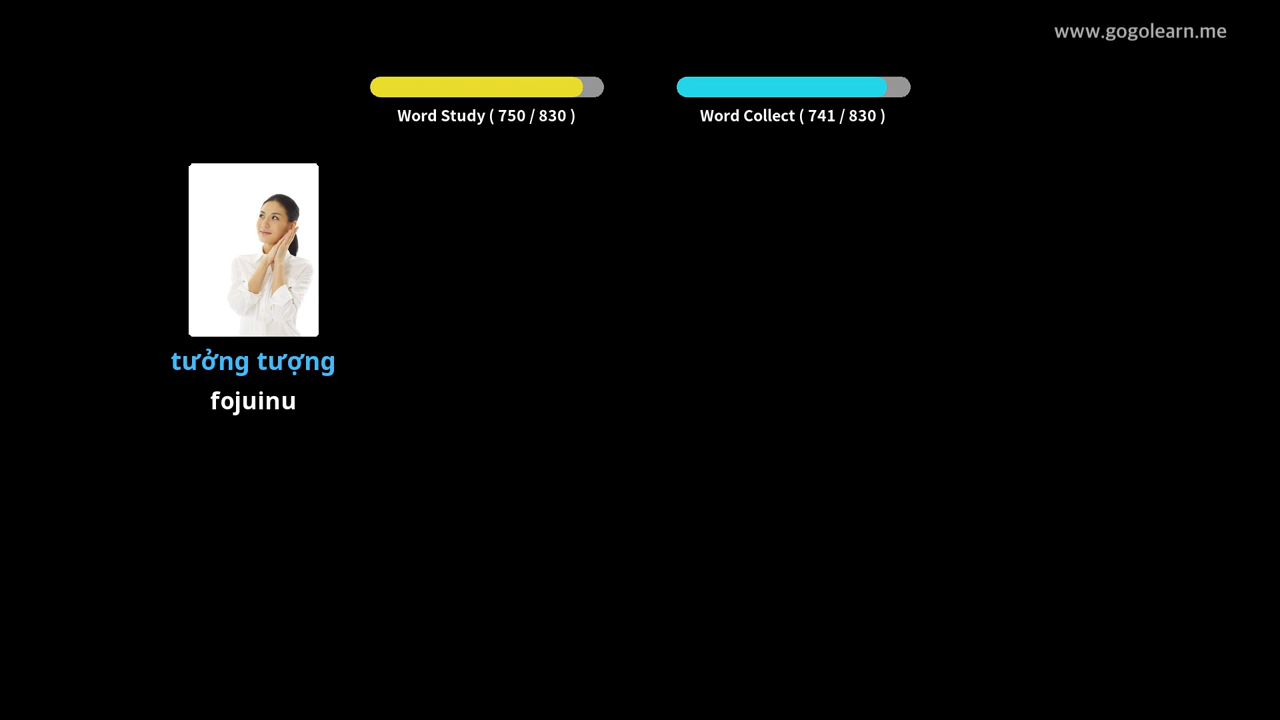 www.gogolearn.me
Word Study ( 750 / 830 )
Word Collect ( 741 / 830 )
tưởng tượng
fojuinu